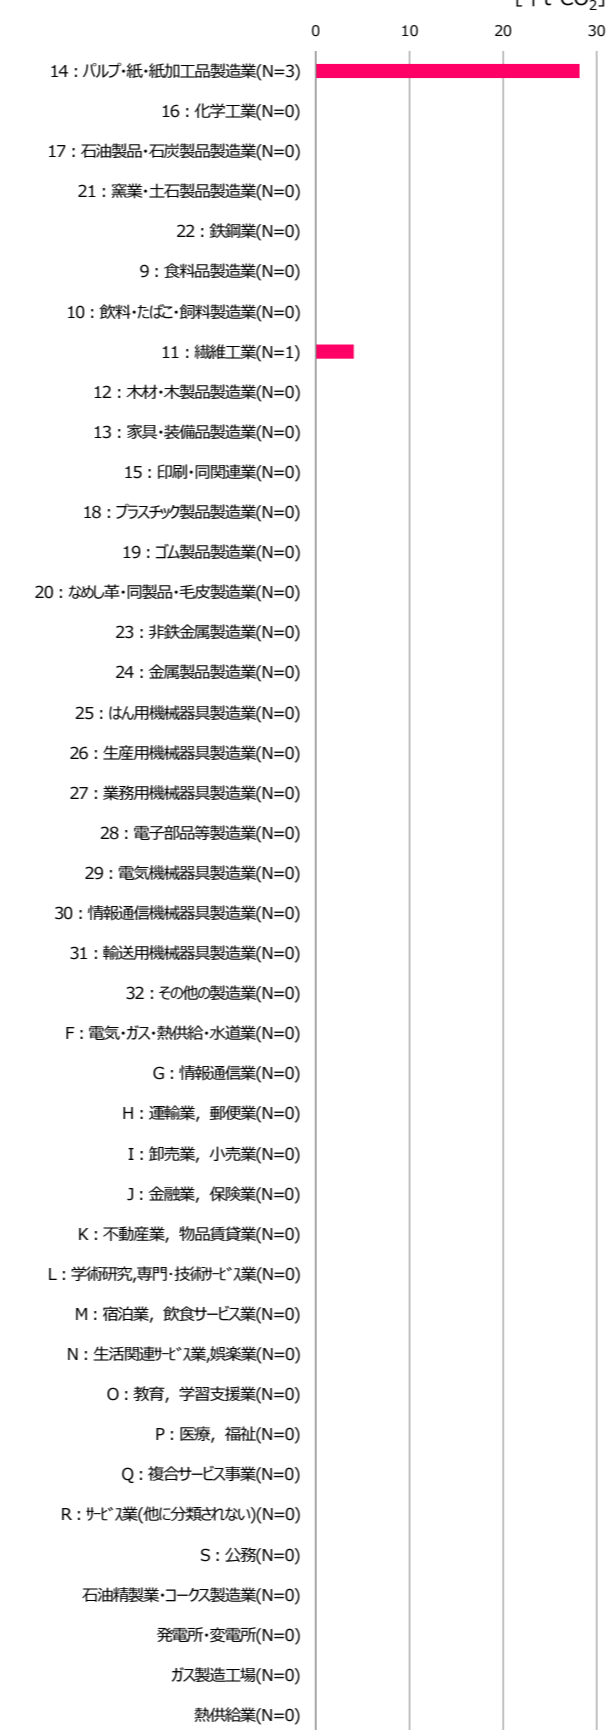 0 10 20 30
14：パルプ・紙・紙加工品製造業(N=3)
16：化学工業(N=0)
17：石油製品・石炭製品製造業(N=0)
21：窯業・土石製品製造業(N=0)
22：鉄鋼業(N=0)
9：食料品製造業(N=0)
10：飲料・たばこ・飼料製造業(N=0)
11：繊維工業(N=1)
12：木材・木製品製造業(N=0)
13：家具・装備品製造業(N=0)
15：印刷・同関連業(N=0)
18：プラスチック製品製造業(N=0)
19：ゴム製品製造業(N=0)
20：なめし革・同製品・毛皮製造業(N=0)
23：非鉄金属製造業(N=0)
24：金属製品製造業(N=0)
25：はん用機械器具製造業(N=0)
26：生産用機械器具製造業(N=0)
27：業務用機械器具製造業(N=0)
28：電子部品等製造業(N=0)
29：電気機械器具製造業(N=0)
30：情報通信機械器具製造業(N=0)
31：輸送用機械器具製造業(N=0)
32：その他の製造業(N=0)
F：電気・ガス・熱供給・水道業(N=0)
G：情報通信業(N=0)
H：運輸業，郵便業(N=0)
I：卸売業，小売業(N=0)
J：金融業，保険業(N=0)
K：不動産業，物品賃貸業(N=0)
L：学術研究,専門・技術ｻｰﾋﾞｽ業(N=0)
M：宿泊業，飲食サービス業(N=0)
N：生活関連ｻｰﾋﾞｽ業,娯楽業(N=0)
O：教育，学習支援業(N=0)
P：医療，福祉(N=0)
Q：複合サービス事業(N=0)
R：ｻｰﾋﾞｽ業(他に分類されない)(N=0)
S：公務(N=0)
石油精製業・コークス製造業(N=0)
発電所・変電所(N=0)
ガス製造工場(N=0)
熱供給業(N=0)